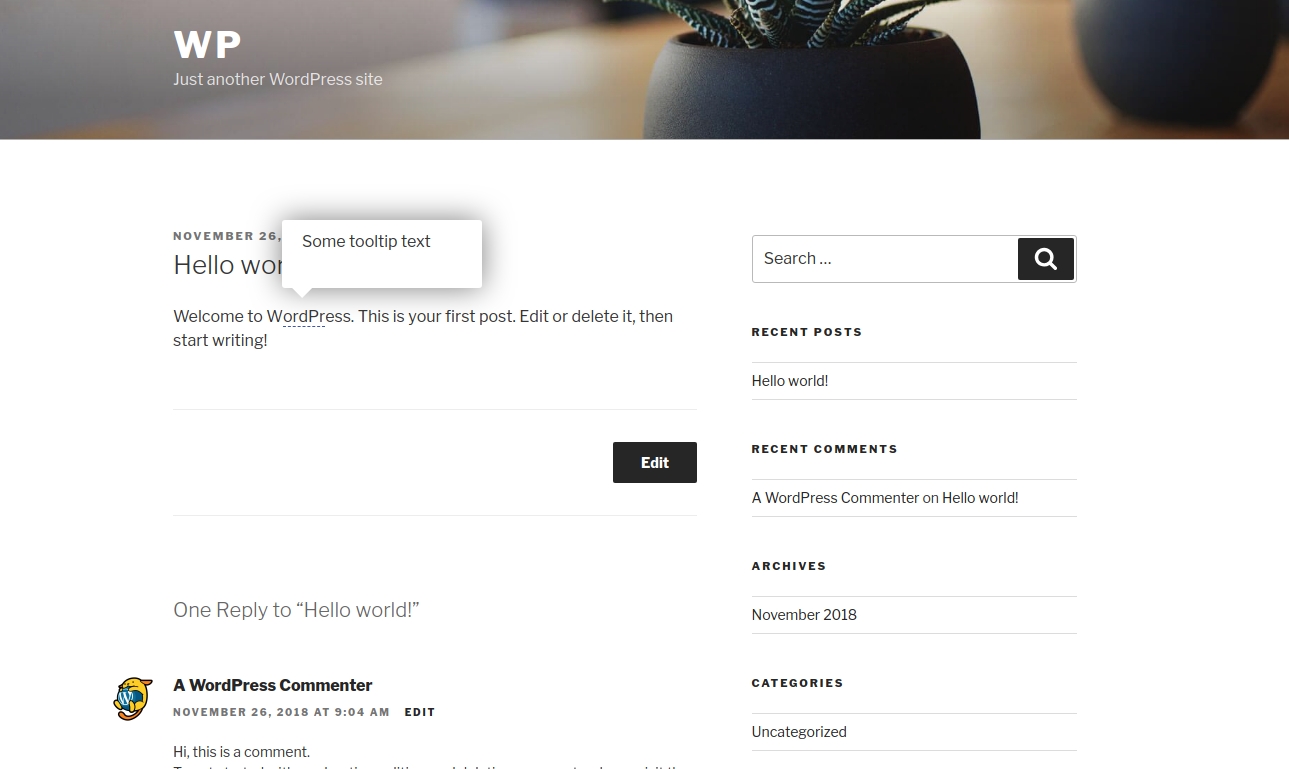 WP
Just another WordPress site
NOVEMBER 26,
Some tooltip text
Hello wor
Welcome to WordPress. This is your first post. Edit or delete it, then
start writing!
Edit
One Reply to “Hello world!”
A WordPress Commenter
NOVEMBER 26, 2018 AT 9:04 AM EDIT
Hi, this is a comment.
Search …
RECENT POSTS
Hello world!
RECENT COMMENTS
A WordPress Commenter on Hello world!
ARCHIVES
November 2018
CATEGORIES
Uncategorized